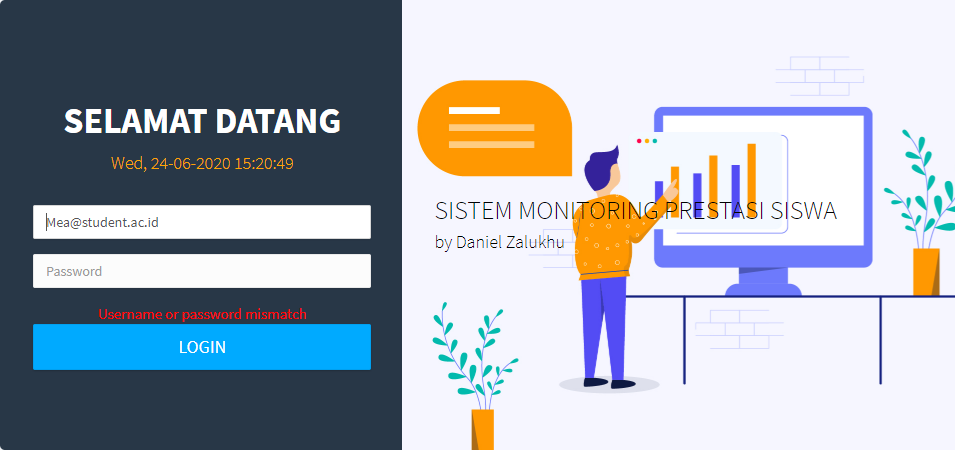 SELAMAT DATANG
Wed, 24-06-2020 15:20:49
Mea@student.ac.id
Password
Username or password mismatch
LOGIN
SISTEM MONITORING PRESTASI SISWA
by Daniel Zalukhu